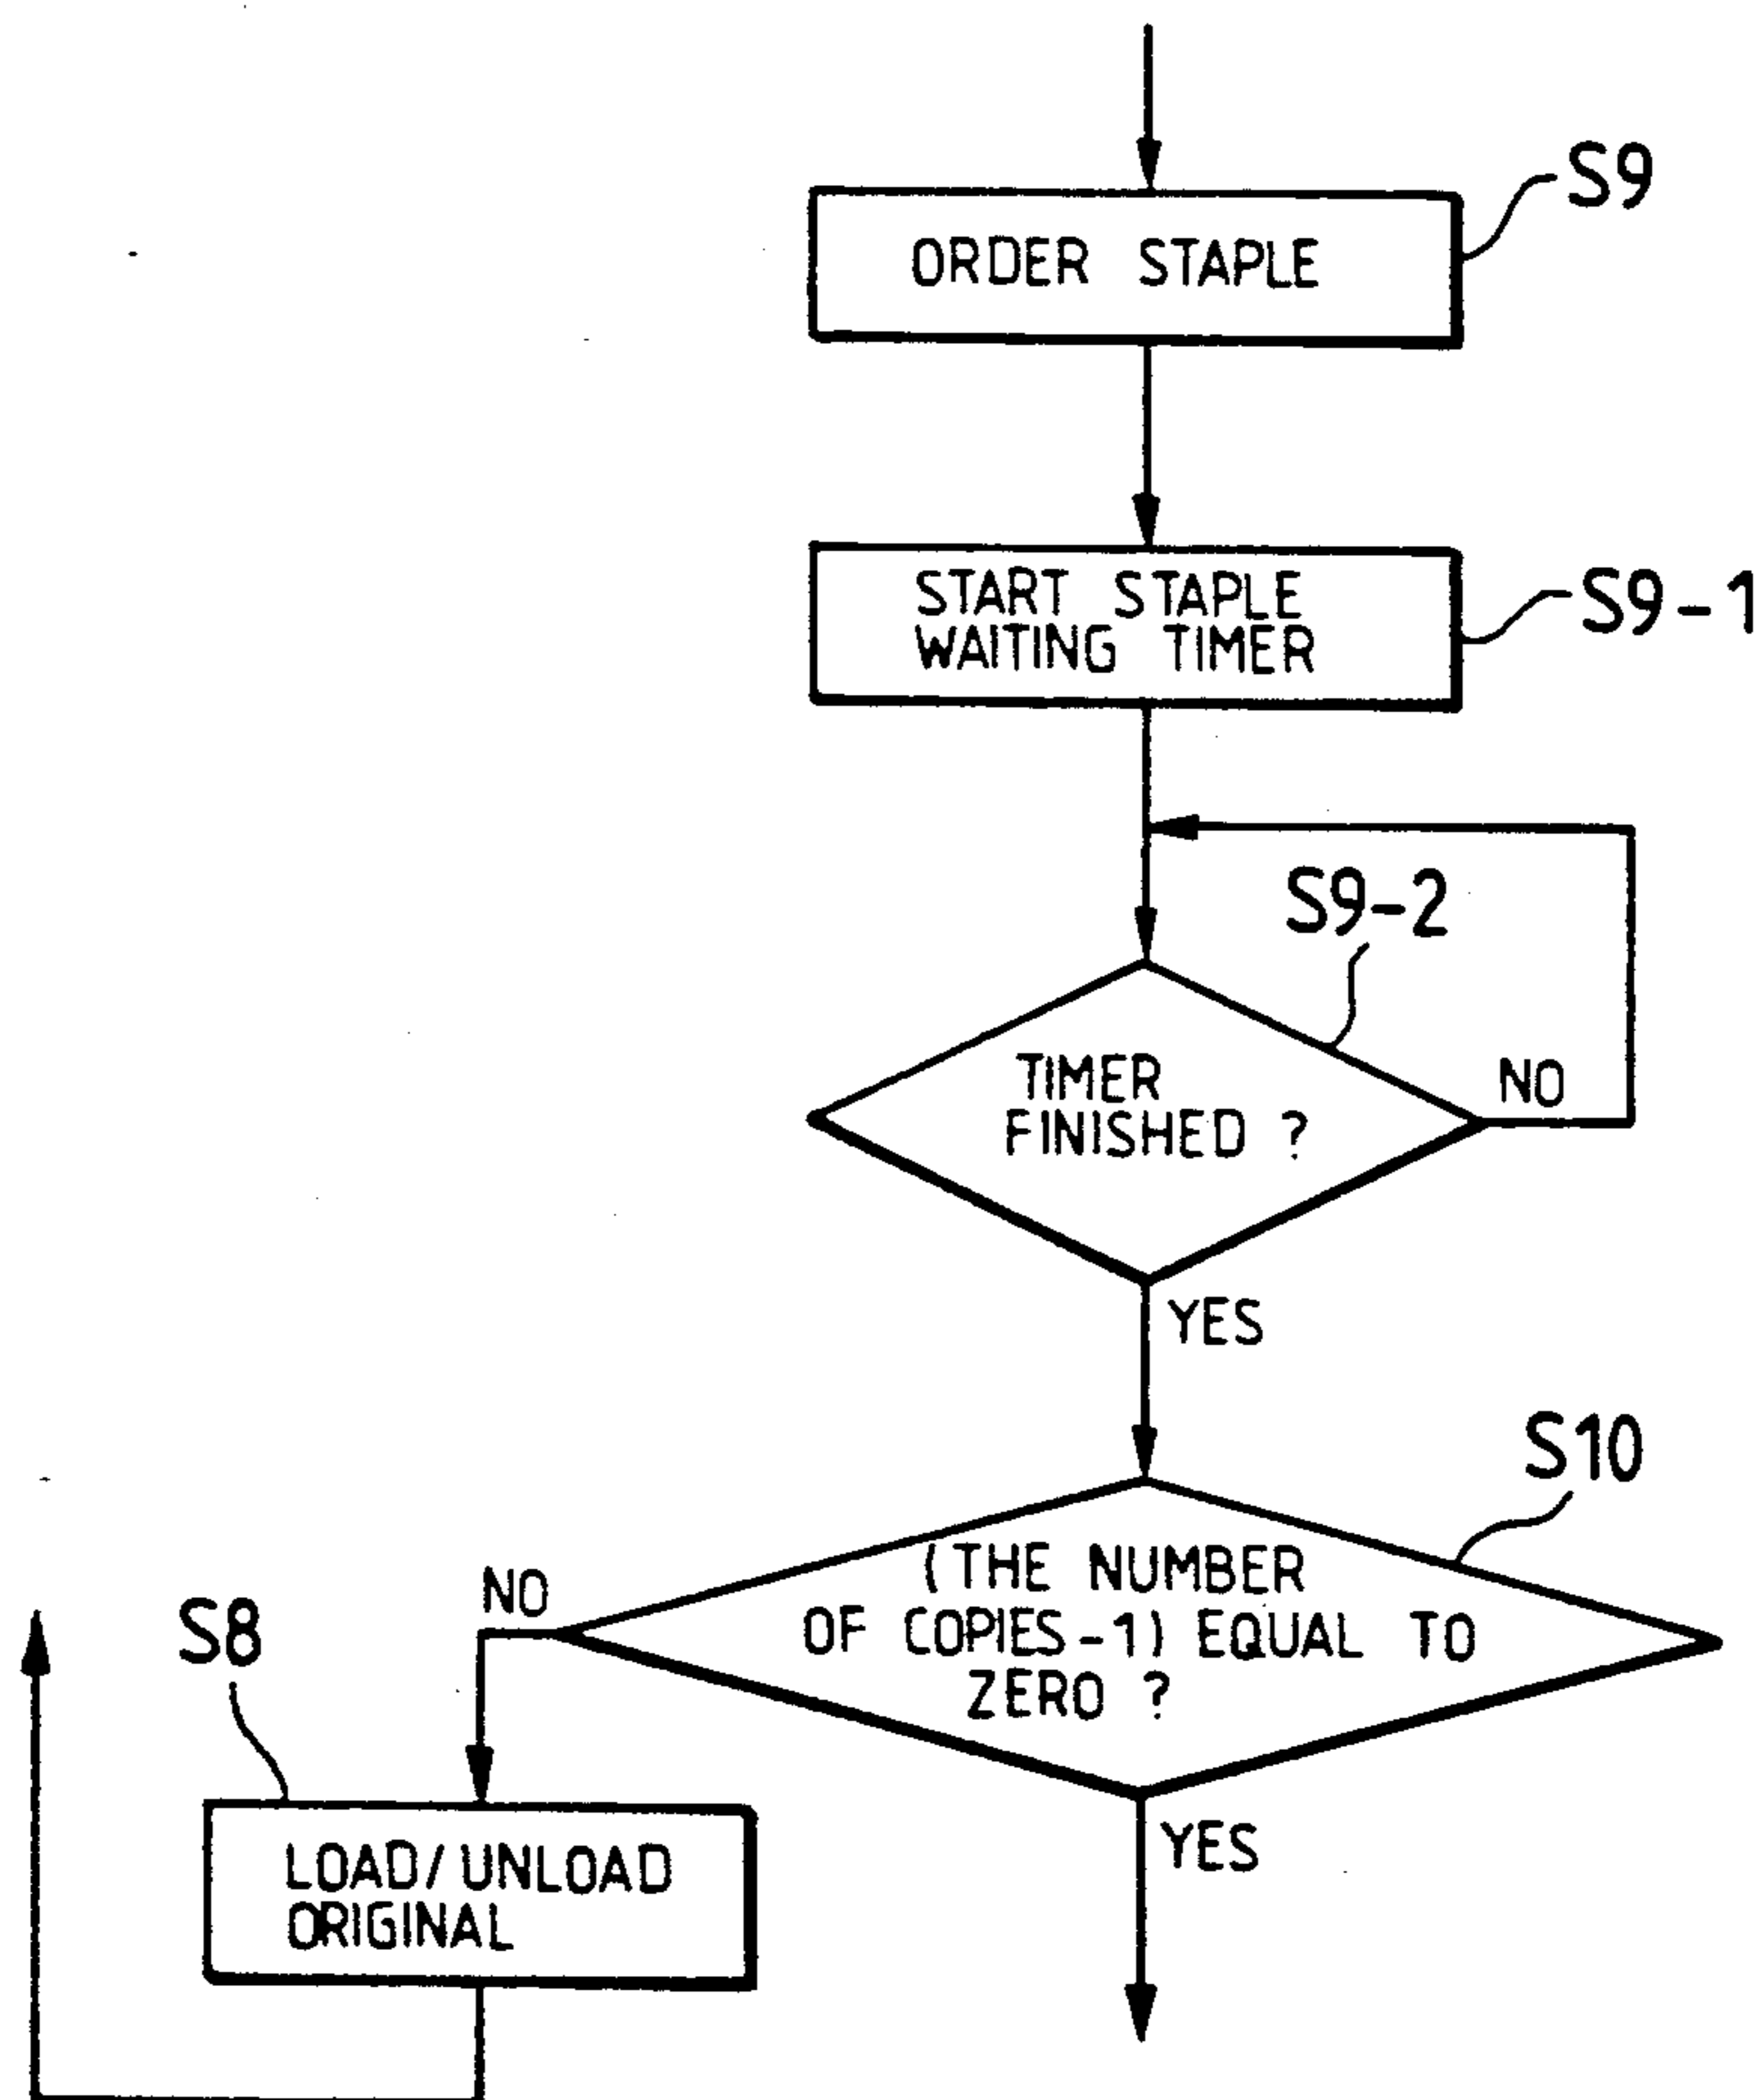 S9
ORDER STAPLE
START STAPLE
WAITING TIMER
S9-1
S9-2
TIMER
FINISHED ?
NO
YES
S10
(THE NUMBER
OF COPIES-1) EQUAL TO
ZERO ?
NO
S8
YES
LOAD/UNLOAD
ORIGINAL